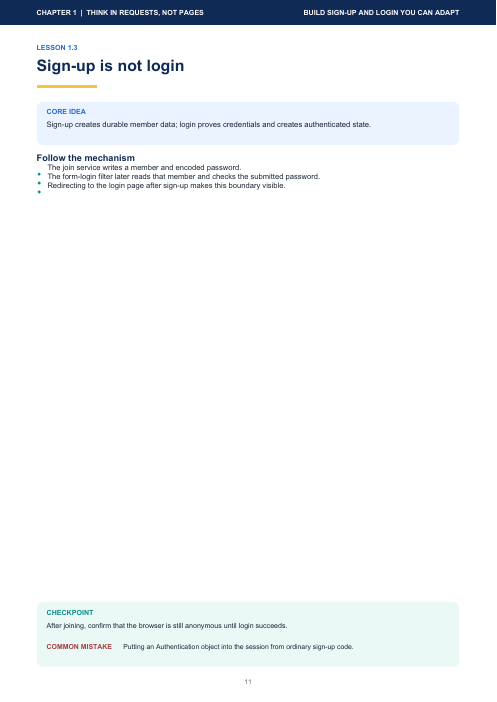 CHAPTER 1 | THINK IN REQUESTS, NOT PAGES
BUILD SIGN-UP AND LOGIN YOU CAN ADAPT
LESSON 1.3
Sign-up is not login
CORE IDEA
Sign-up creates durable member data; login proves credentials and creates authenticated state.
Follow the mechanism
The join service writes a member and encoded password.
The form-login filter later reads that member and checks the submitted password.
Redirecting to the login page after sign-up makes this boundary visible.
CHECKPOINT
After joining, confirm that the browser is still anonymous until login succeeds.
COMMON MISTAKE Putting an Authentication object into the session from ordinary sign-up code.
11